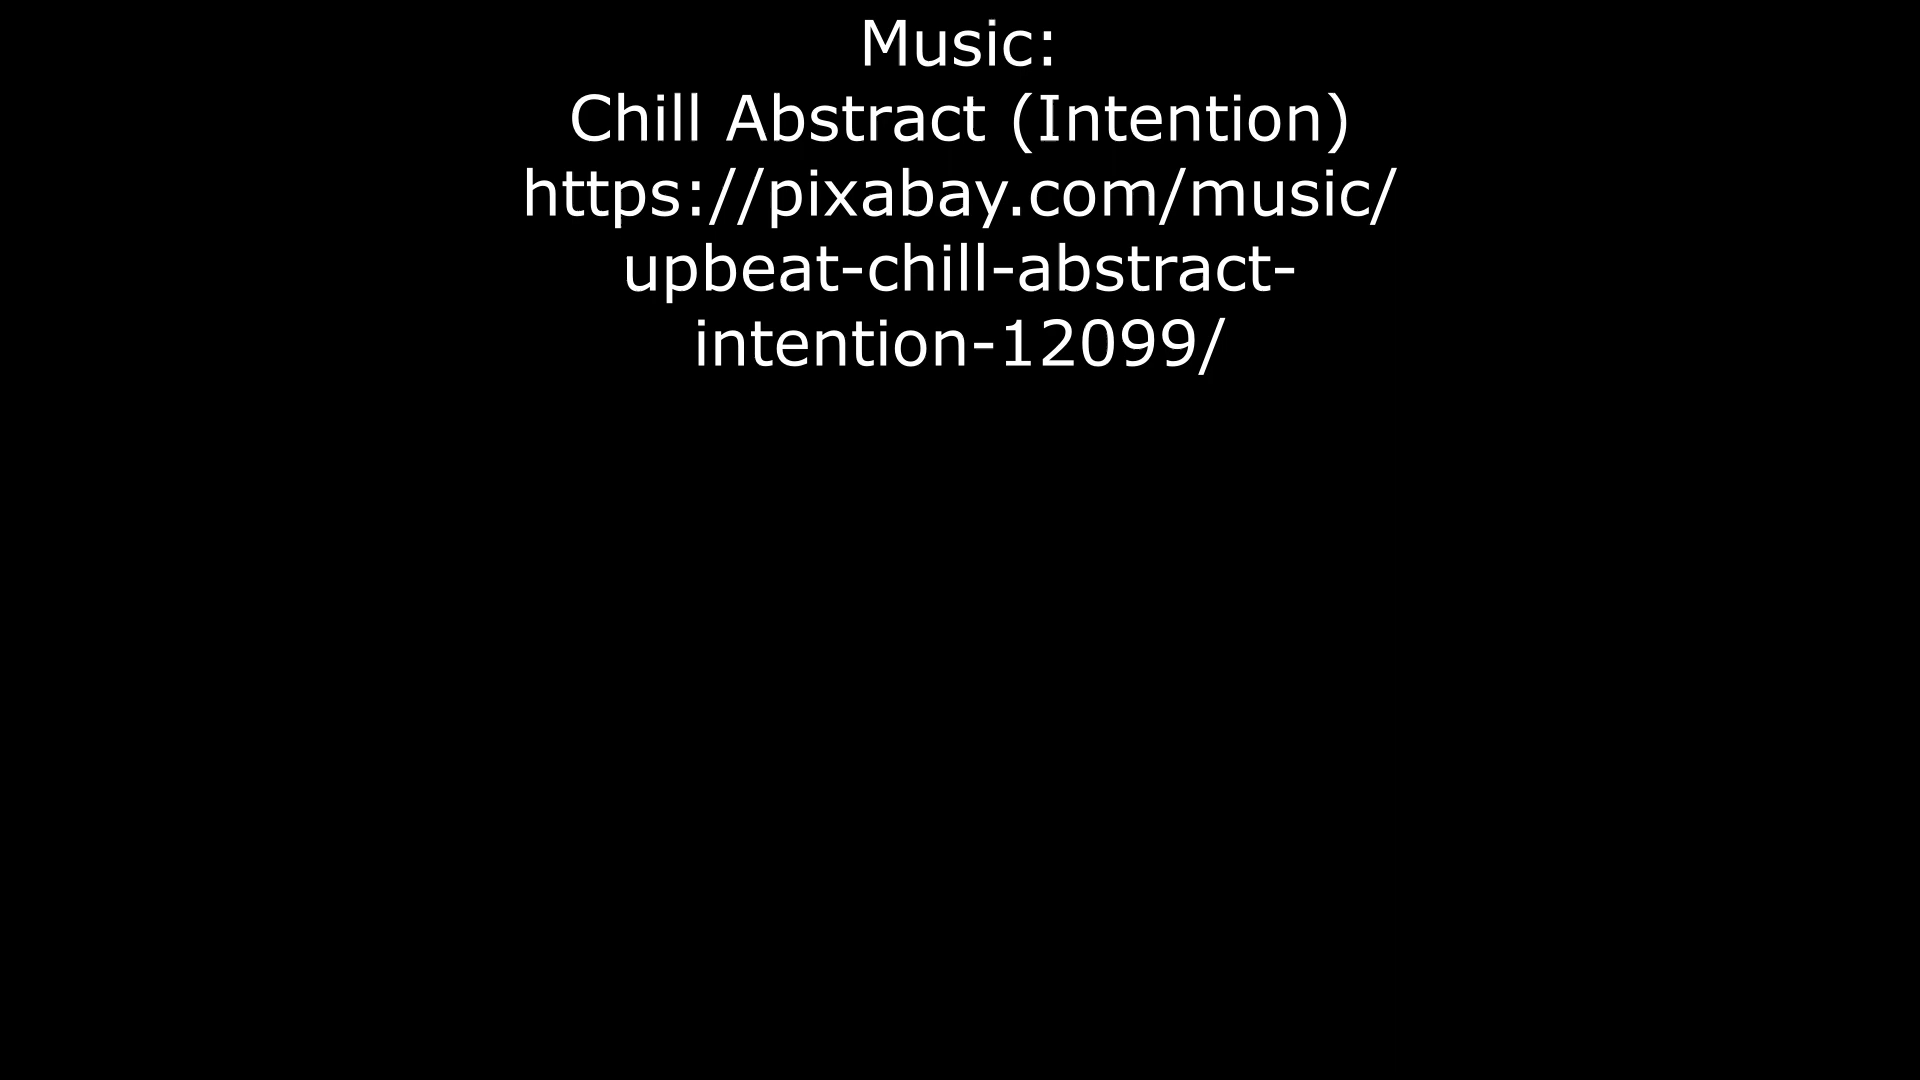 Music:
Chill Abstract (Intention)
https://pixabay.com/music/
upbeat-chill-abstract-
intention-12099/